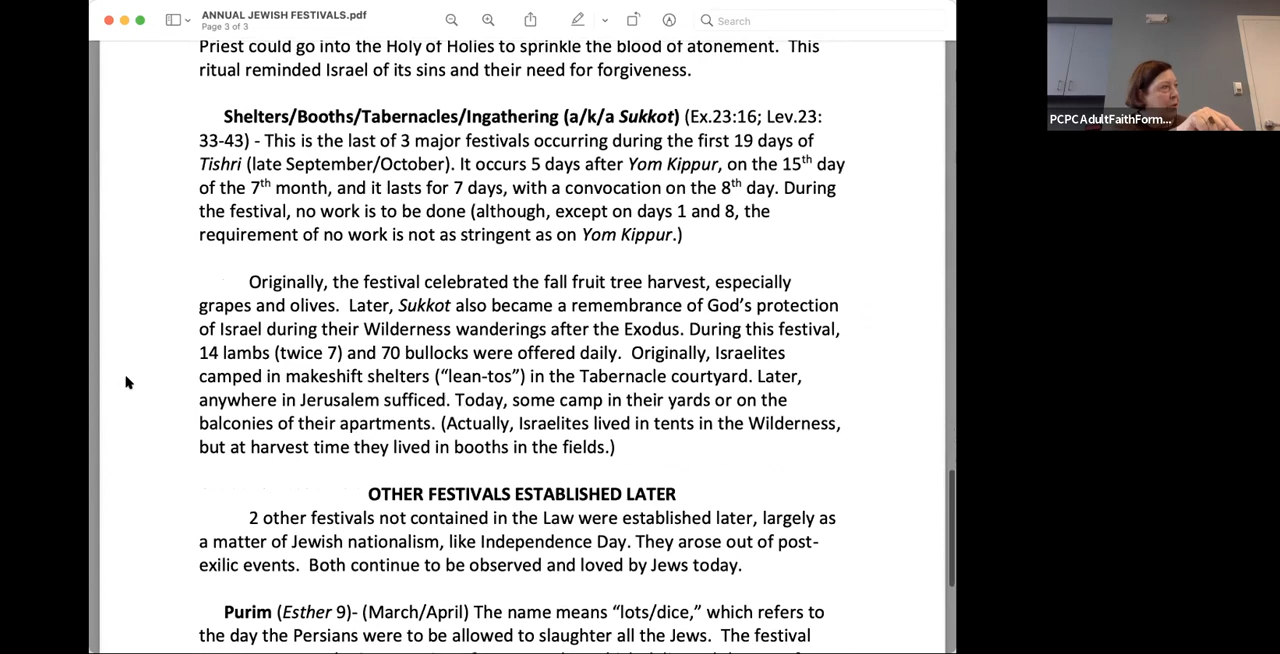 ANNUAL JEWISH FESTIVALS.pdf
Page 3 of 3
Search
Priest could go into the Holy of Holies to sprinkle the blood of atonement.  This
ritual reminded Israel of its sins and their need for forgiveness.
Shelters/Booths/Tabernacles/Ingathering (a/k/a Sukkot) (Ex.23:16; Lev.23:
33-43) - This is the last of 3 major festivals occurring during the first 19 days of
Tishri (late September/October). It occurs 5 days after Yom Kippur, on the 15th day
of the 7th month, and it lasts for 7 days, with a convocation on the 8th day. During
the festival, no work is to be done (although, except on days 1 and 8, the
requirement of no work is not as stringent as on Yom Kippur.)
Originally, the festival celebrated the fall fruit tree harvest, especially
grapes and olives.  Later, Sukkot also became a remembrance of God's protection
of Israel during their Wilderness wanderings after the Exodus. During this festival,
14 lambs (twice 7) and 70 bullocks were offered daily.  Originally, Israelites
camped in makeshift shelters ("lean-tos") in the Tabernacle courtyard. Later,
anywhere in Jerusalem sufficed. Today, some camp in their yards or on the
balconies of their apartments. (Actually, Israelites lived in tents in the Wilderness,
but at harvest time they lived in booths in the fields.)
OTHER FESTIVALS ESTABLISHED LATER
2 other festivals not contained in the Law were established later, largely as
a matter of Jewish nationalism, like Independence Day. They arose out of post-
exilic events.  Both continue to be observed and loved by Jews today.
Purim (Esther 9)- (March/April) The name means "lots/dice," which refers to
the day the Persians were to be allowed to slaughter all the Jews.  The festival
PCPC AdultFaithForm...